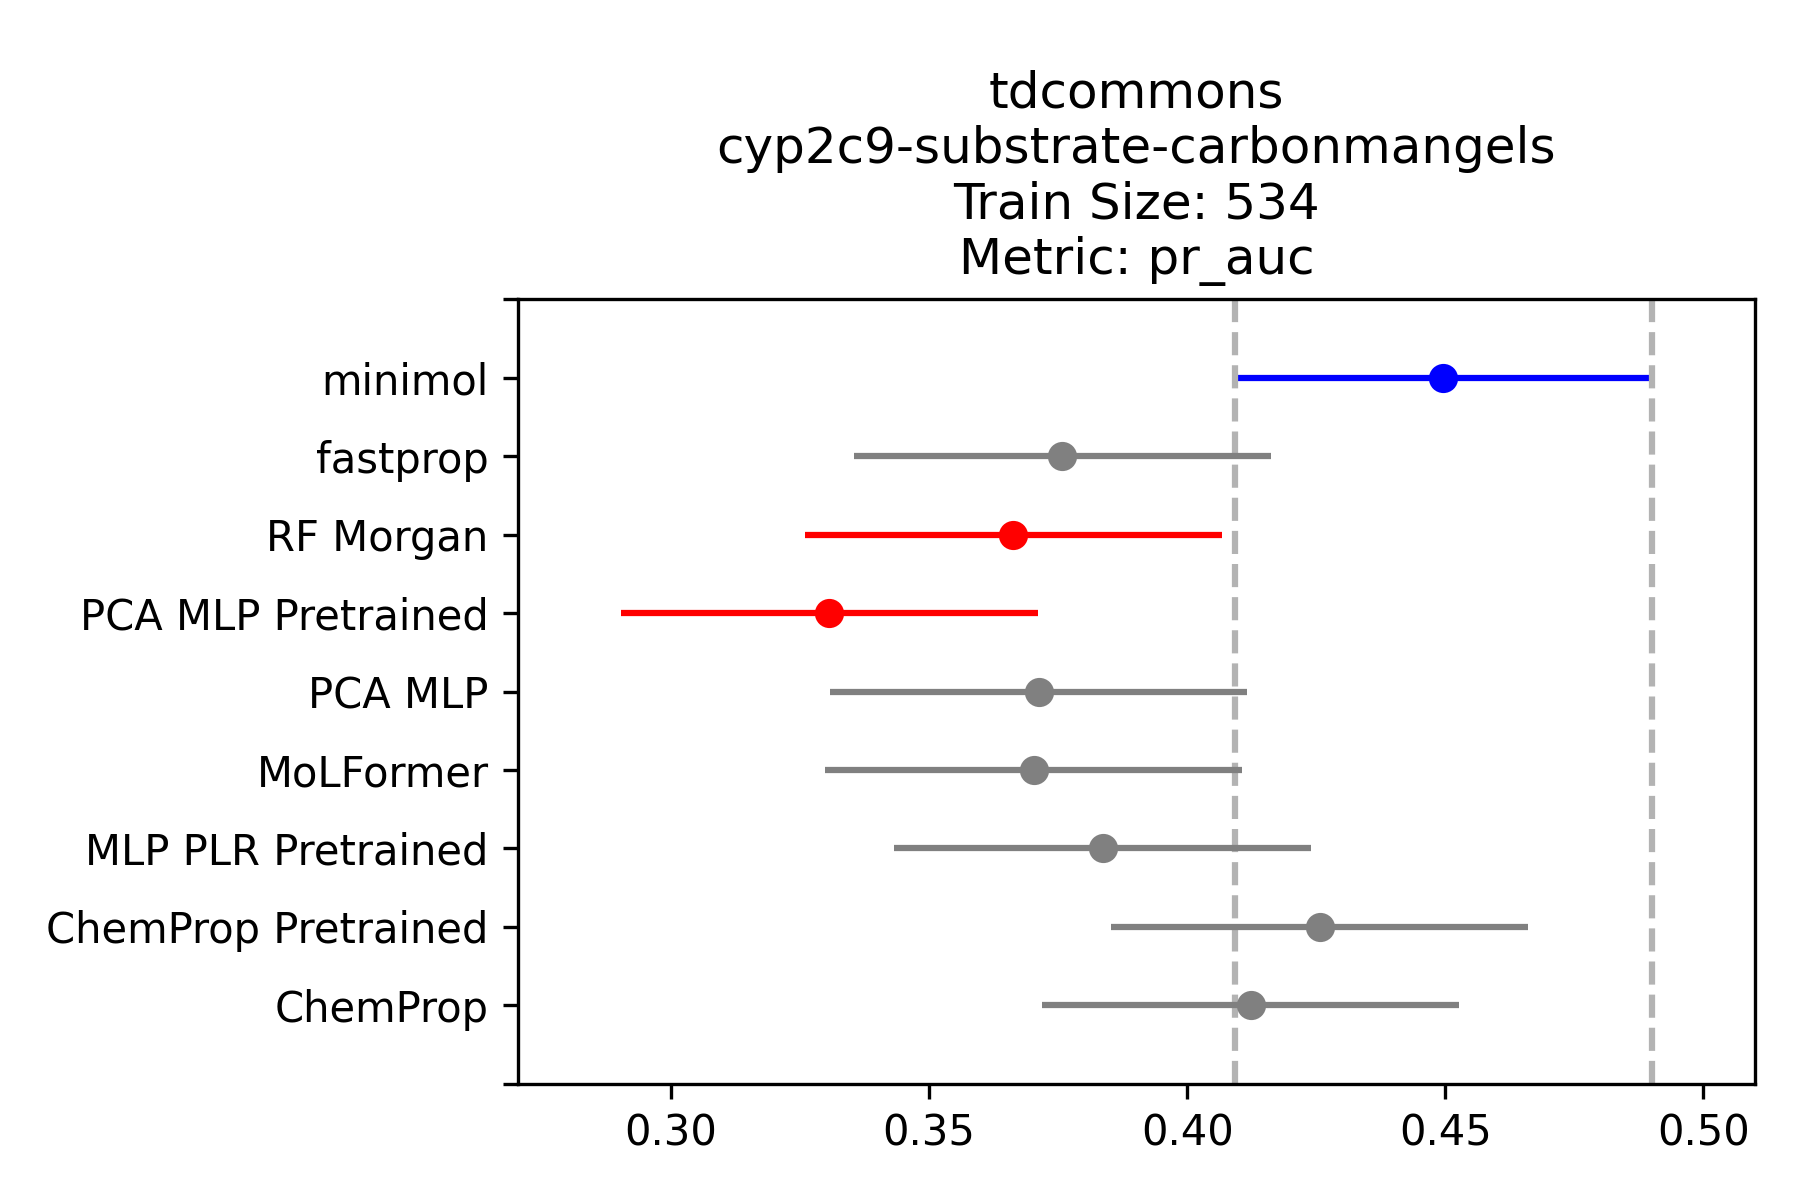 tdcommons
cyp2c9-substrate-carbonmangels
Train Size: 534
Metric: pr_auc
minimol
fastprop
RF Morgan
PCA MLP Pretrained
PCA MLP
MoLFormer
MLP PLR Pretrained
ChemProp Pretrained
ChemProp
0.30 0.35 0.40 0.45 0.50